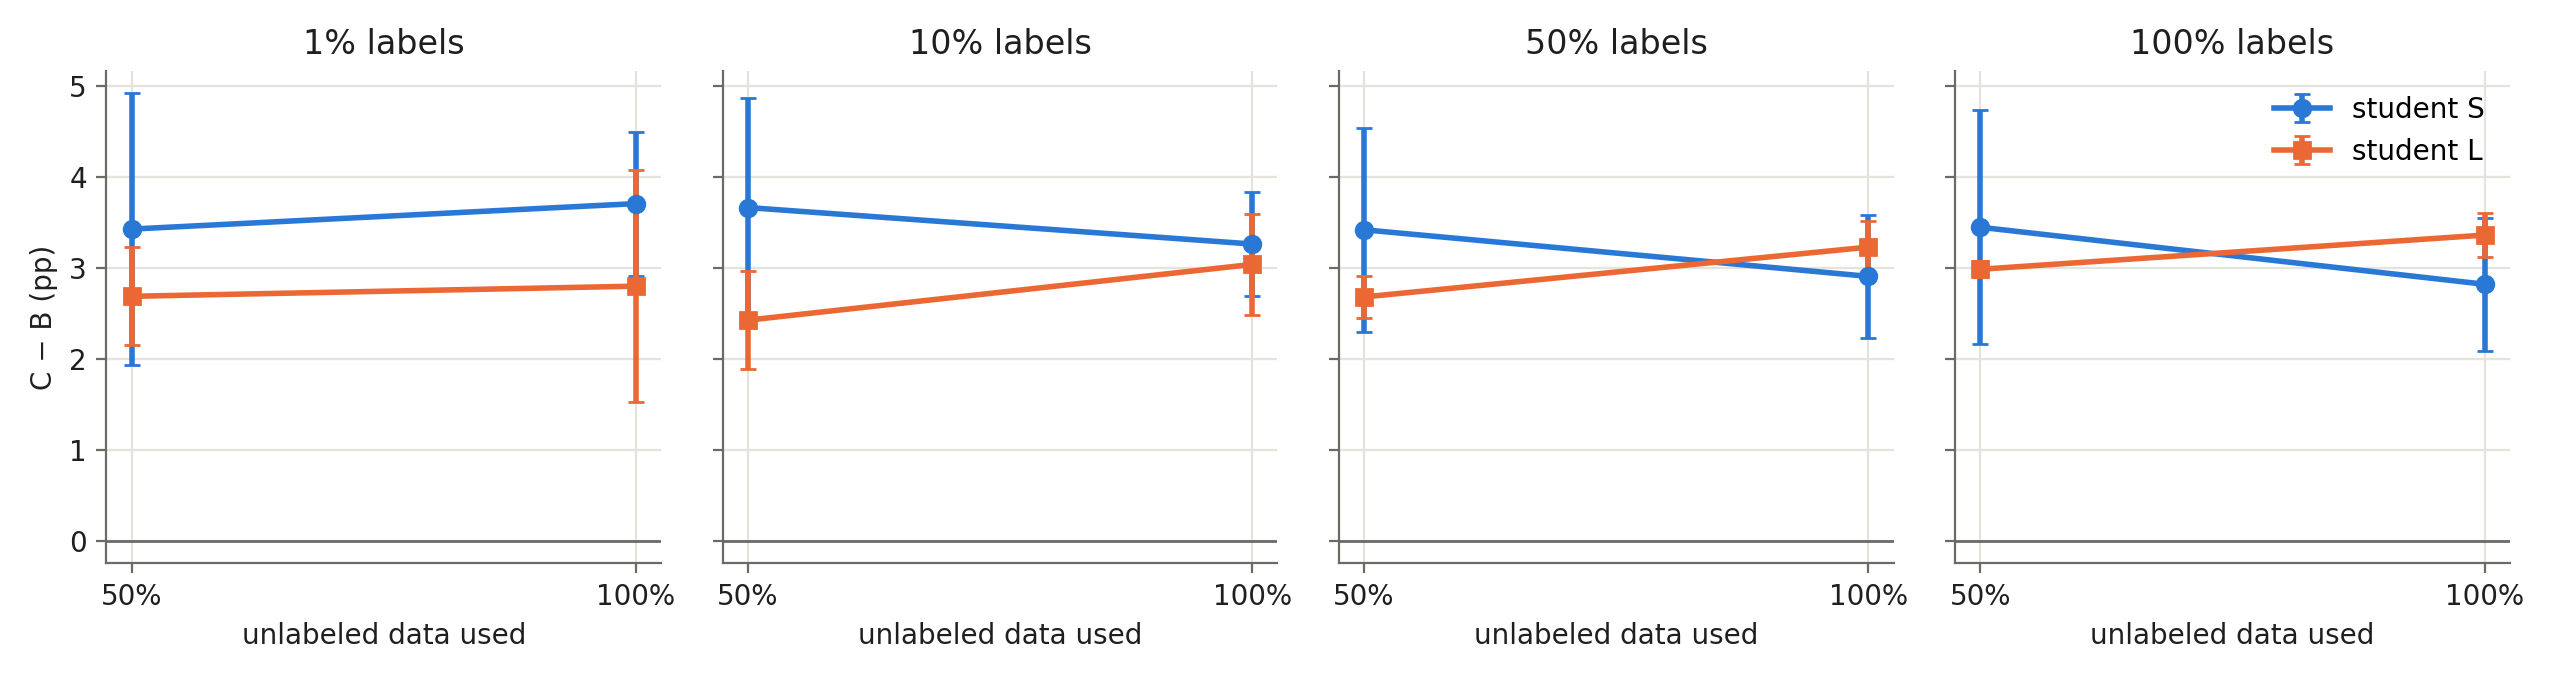 1% labels
10% labels
50% labels
100% labels
student S
student L
C − B (pp)
5
4
3
2
1
0
50%
100%
50%
100%
50%
100%
50%
100%
unlabeled data used
unlabeled data used
unlabeled data used
unlabeled data used